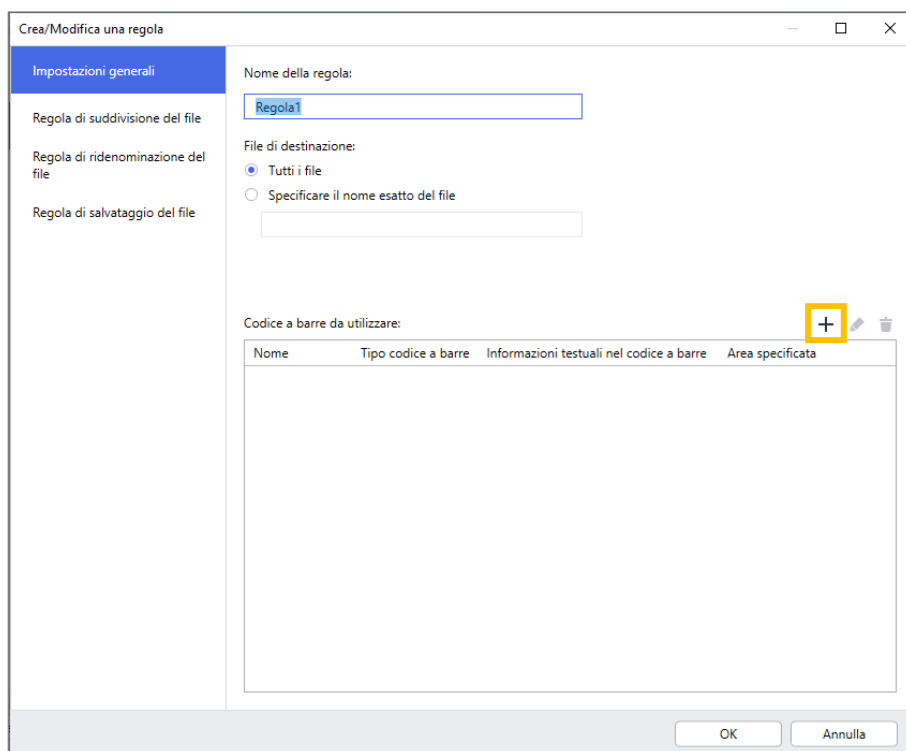 Crea/Modifica una regola
Impostazioni generali
Regola di suddivisione del file
Regola di ridenominazione del
file
Regola di salvataggio del file
Nome della regola:
Regola1
File di destinazione:
Tutti i file
Specificare il nome esatto del file
Codice a barre da utilizzare:
Nome Tipo codice a barre Informazioni testuali nel codice a barre Area specificata
OK Annulla